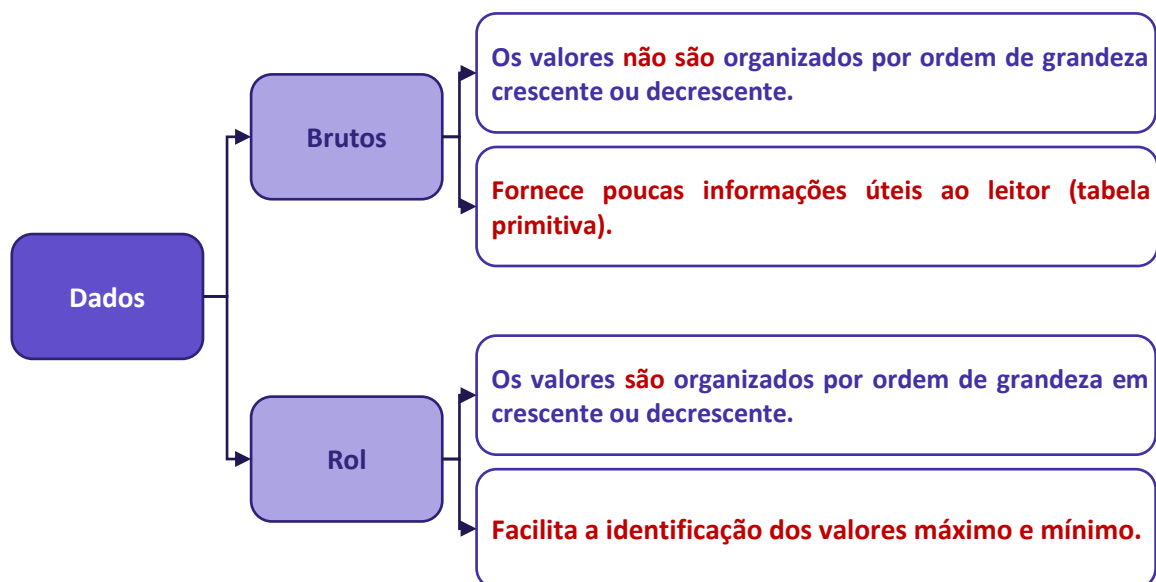 Dados
Brutos
Os valores não são organizados por ordem de grandeza
crescente ou decrescente.
Fornece poucas informações úteis ao leitor (tabela
primitiva).
Rol
Os valores são organizados por ordem de grandeza em
crescente ou decrescente.
Facilita a identificação dos valores máximo e mínimo.